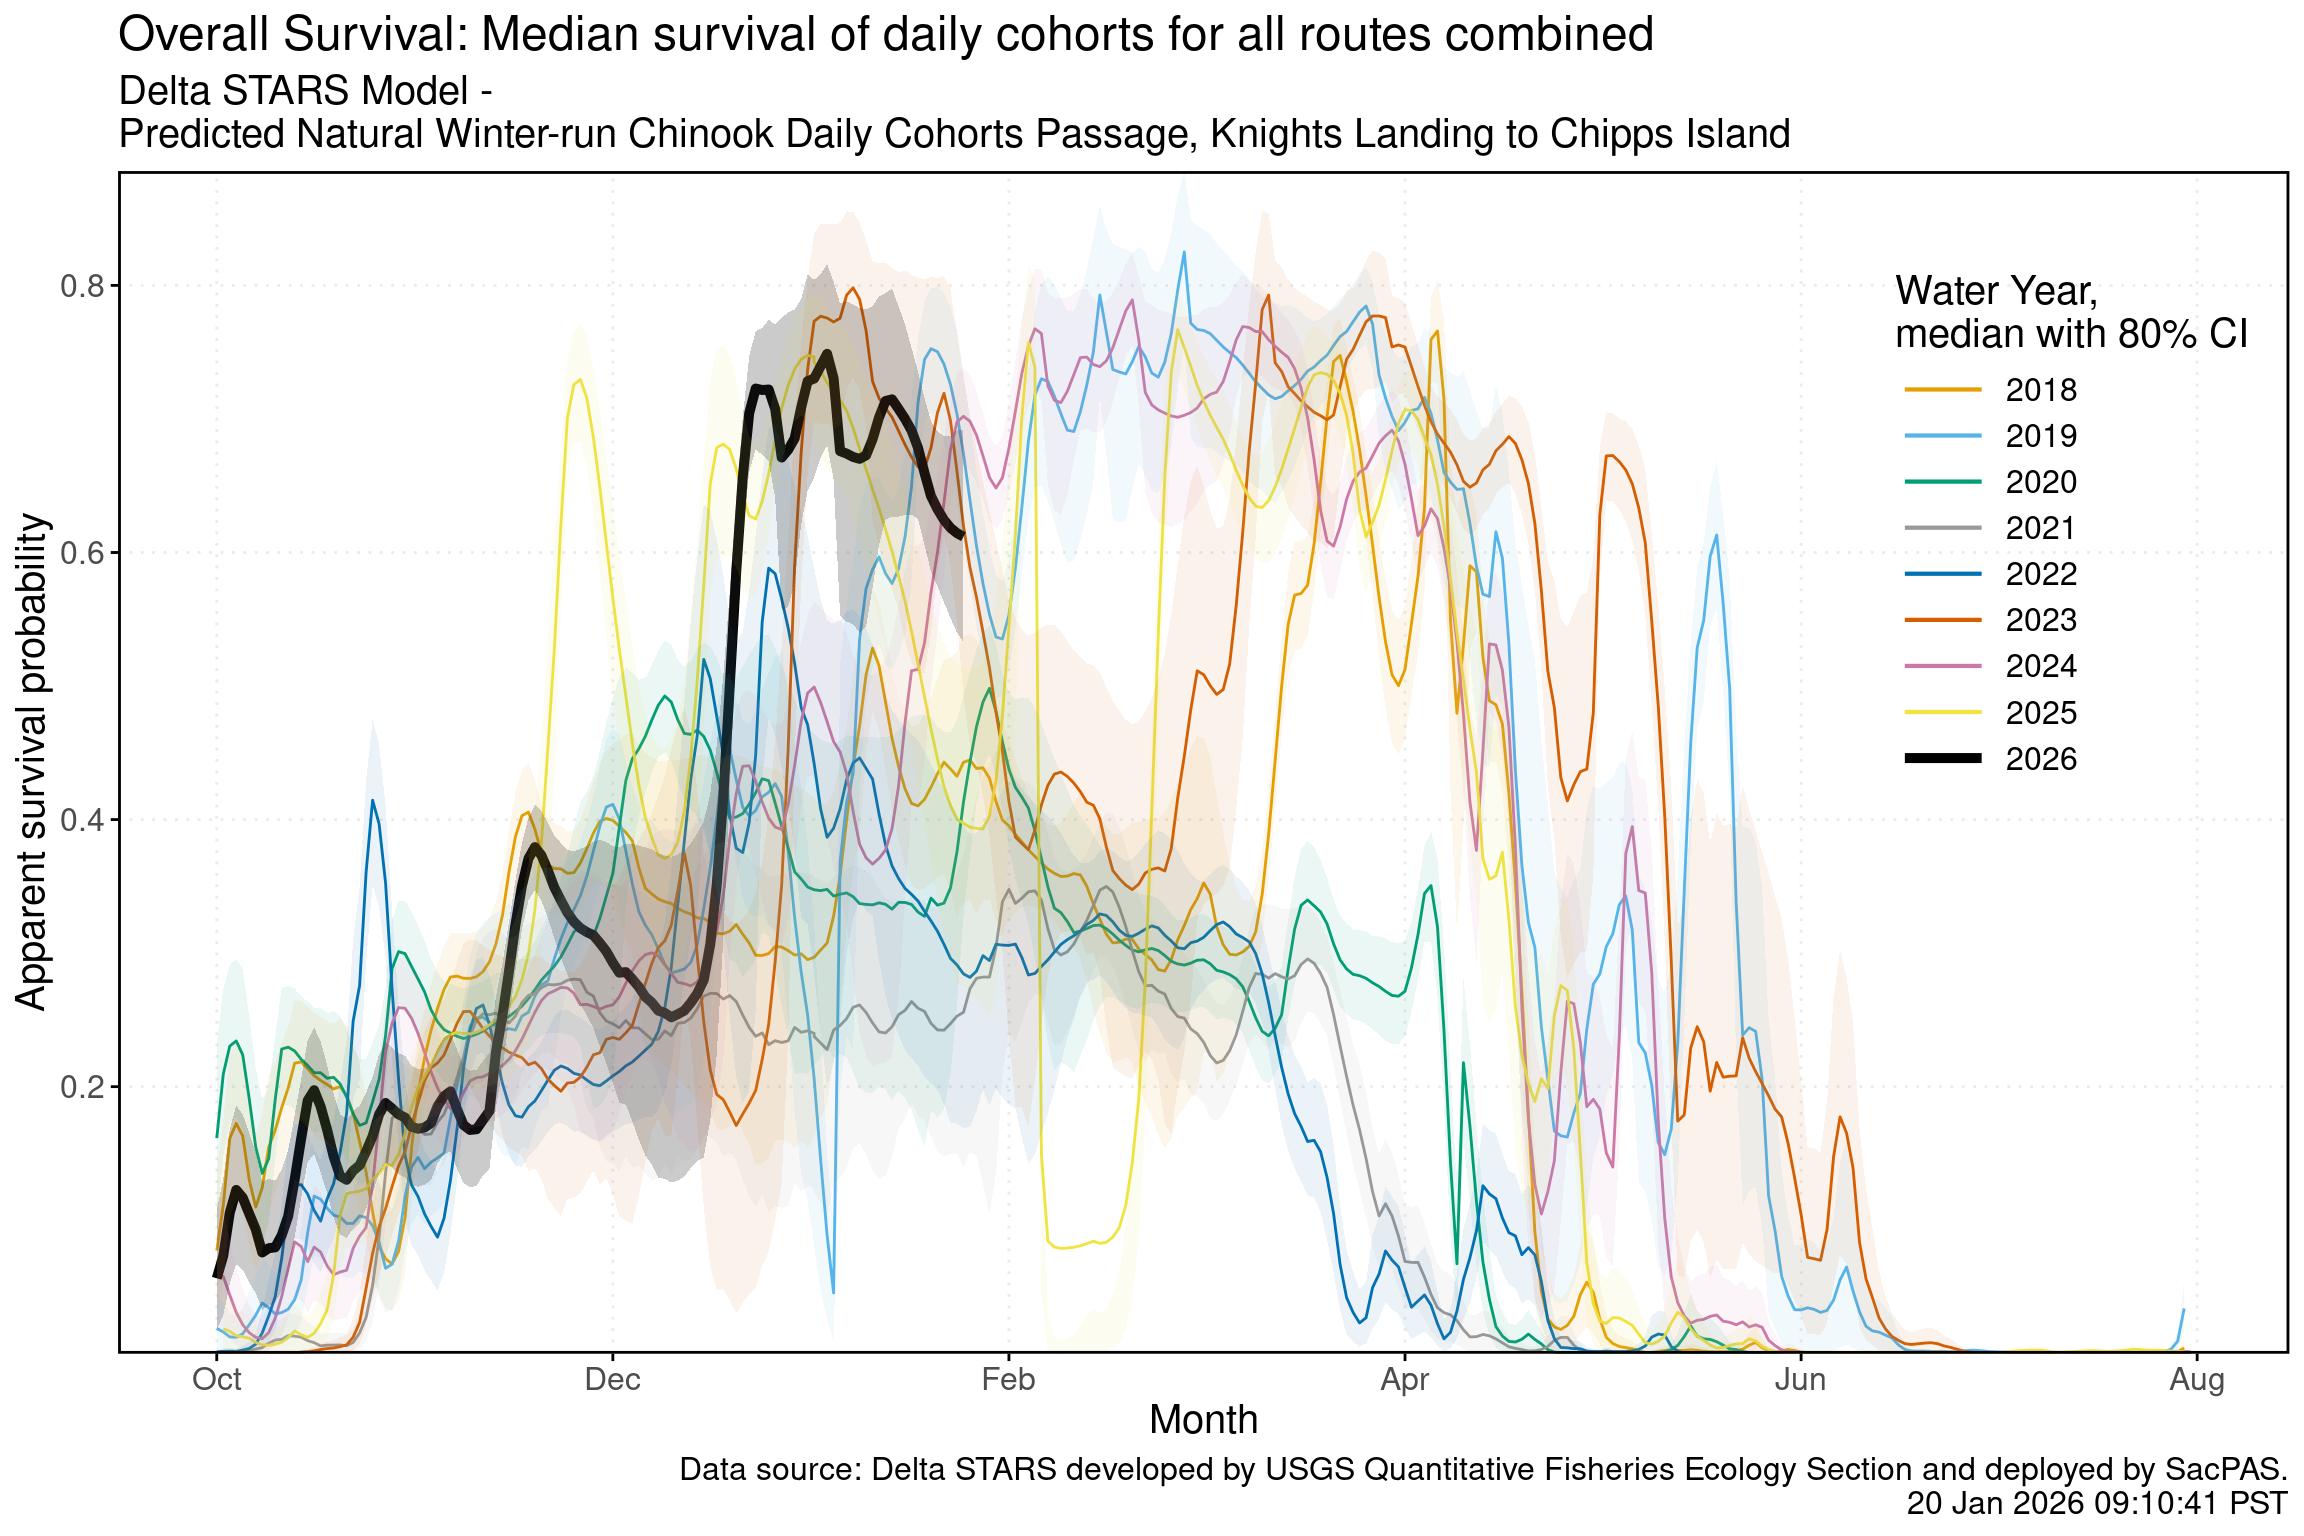 Overall Survival: Median survival of daily cohorts for all routes combined
Delta STARS Model -
Predicted Natural Winter-run Chinook Daily Cohorts Passage, Knights Landing to Chipps Island
Apparent survival probability
0.8
0.6
0.4
0.2
Water Year,
median with 80% CI
2018
2019
2020
2021
2022
2023
2024
2025
2026
Oct
Dec
Feb
Apr
Jun
Aug
Month
Data source: Delta STARS developed by USGS Quantitative Fisheries Ecology Section and deployed by SacPAS.
20 Jan 2026 09:10:41 PST